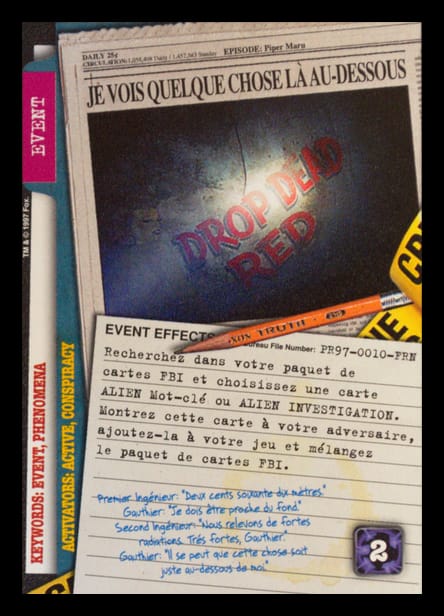 DAILY 25¢ EPISODE: Piper Maru
CIRCULATION: 1,058,468 Daily / 1,457,563 Sunday
JE VOIS QUELQUE CHOSE LÀ AU-DESSOUS
EVENT
TM & © 1997 Fox.
DROP DEAD
RED
TRUTH
CRI
NE
EVENT EFFECTS
Bureau File Number: PR97-0010-FRN
Recherchez dans votre paquet de
cartes FBI et choisissez une carte
ALIEN Mot-clé ou ALIEN INVESTIGATION.
Montrez cette carte à votre adversaire,
ajoutez-la à votre jeu et mélangez
le paquet de cartes FBI.
Premier Ingénieur: "Deux cents soixante dix mètres."
Gauthier: "Je dois être proche du fond"
Second Ingénieur: "Nous relevons de fortes
radiations. Trés fortes, Gauthier."
Gauthier: "Il se peut que cette chose soit
juste au-dessous de moi."
2
KEYWORDS: EVENT, PHENOMENA
ACTIVATORS: ACTIVE, CONSPIRACY